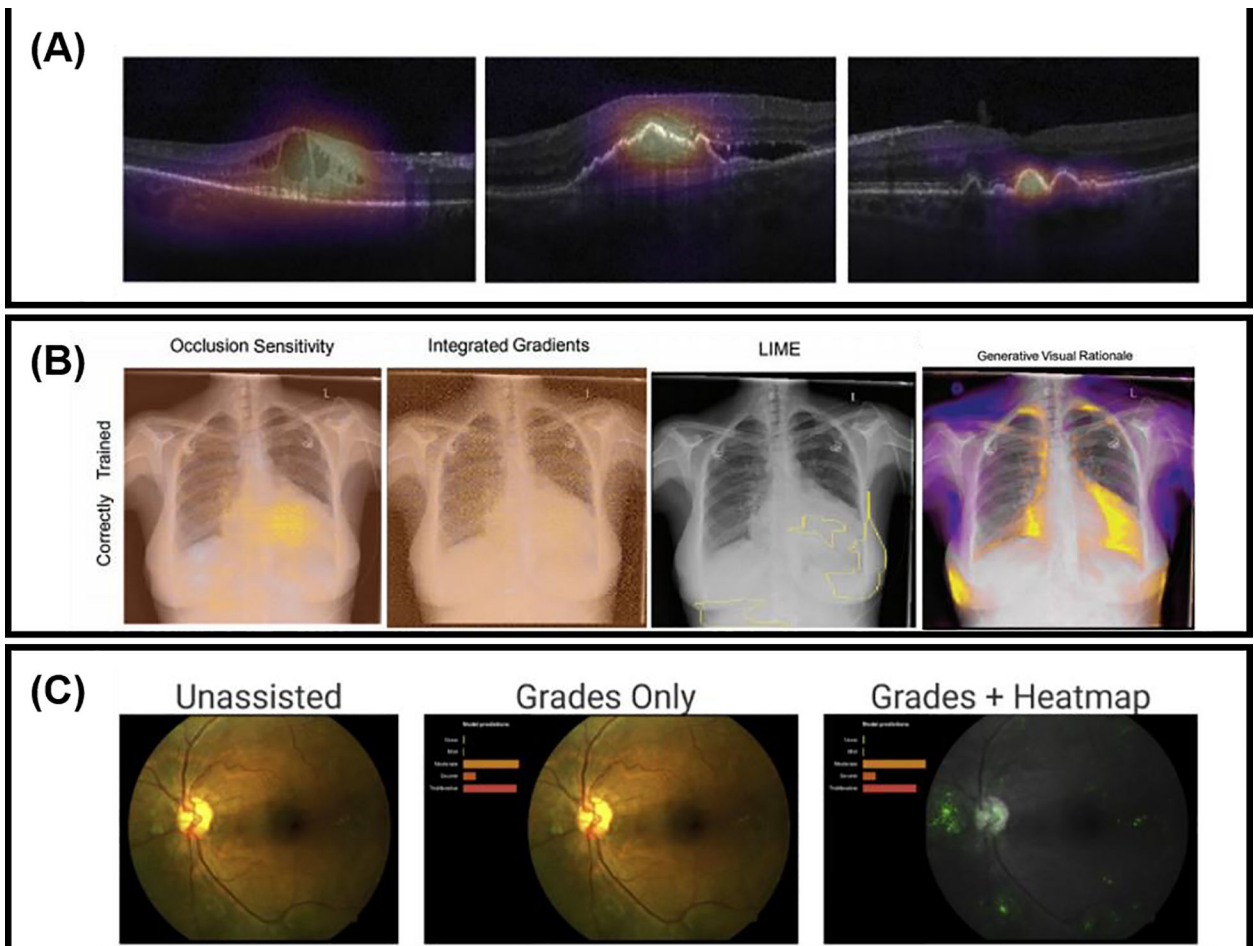 (A)
(B)
Occlusion Sensitivity
Integrated Gradients
LIME
Generative Visual Rationale
Correctly Trained
L
L
L
L
(C)
Unassisted
Grades Only
Grades + Heatmap
Model predictions
None
Mild
Moderate
Severe
Proliferative
Model predictions
None
Mild
Moderate
Severe
Proliferative